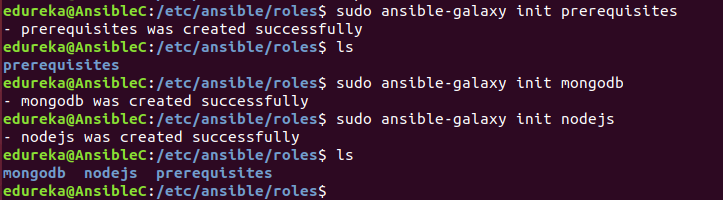 edureka@AnsibleC:/etc/ansible/roles$ sudo ansible-galaxy init prerequisites
- prerequisites was created successfully
edureka@AnsibleC:/etc/ansible/roles$ ls
prerequisites
edureka@AnsibleC:/etc/ansible/roles$ sudo ansible-galaxy init mongodb
- mongodb was created successfully
edureka@AnsibleC:/etc/ansible/roles$ sudo ansible-galaxy init nodejs
- nodejs was created successfully
edureka@AnsibleC:/etc/ansible/roles$ ls
mongodb  nodejs  prerequisites
edureka@AnsibleC:/etc/ansible/roles$